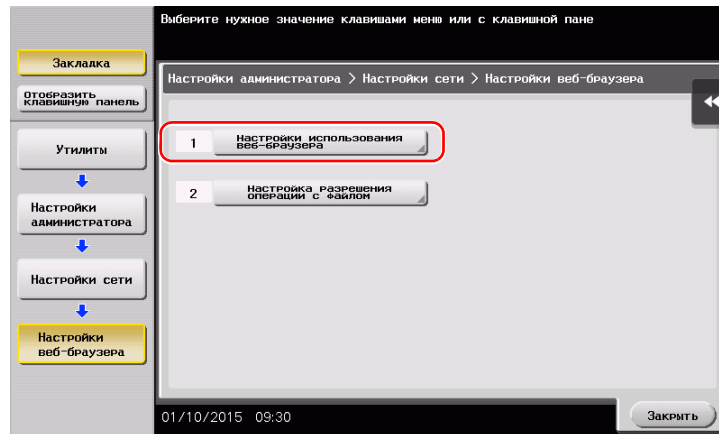 Выберите нужное значение клавишами меню или с клавишной пане
Закладка
Отобразить
клавишную панель
Утилиты
Настройки
администратора
Настройки сети
Настройки
веб-браузера
Настройки администратора > Настройки сети > Настройки веб-браузера
1 Настройки использования
веб-браузера
2 Настройка разрешения
операции с файлом
01/10/2015 09:30
Закрыть